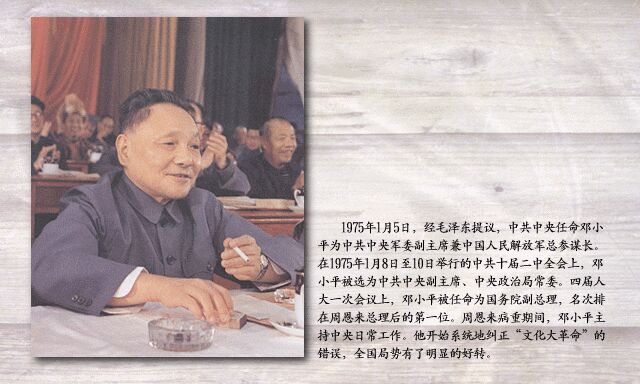 1975年1月5日，经毛泽东提议，中共中央任命邓小
平为中共中央军委副主席兼中国人民解放军总参谋长。
在1975年1月8日至10日举行的中共十届二中全会上，邓
小平被选为中共中央副主席、中央政治局常委。四届人
大一次会议上，邓小平被任命为国务院副总理，名次排
在周恩来总理后的第一位。周恩来病重期间，邓小平主
持中央日常工作。他开始系统地纠正“文化大革命”的
错误，全国局势有了明显的好转。